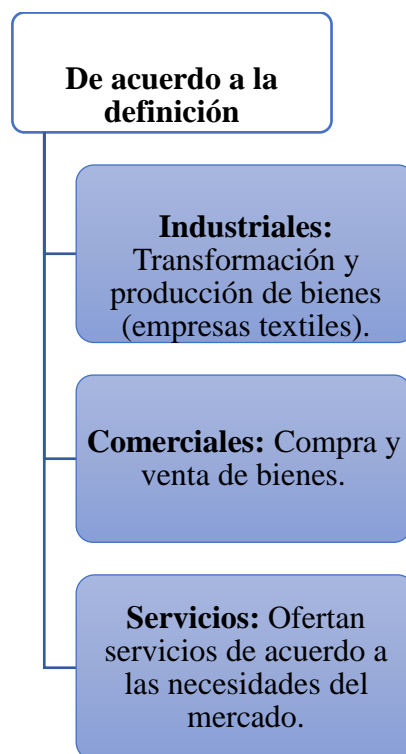 De acuerdo a la
definición
Industriales:
Transformación y
producción de bienes
(empresas textiles).
Comerciales: Compra y
venta de bienes.
Servicios: Ofertan
servicios de acuerdo a
las necesidades del
mercado.